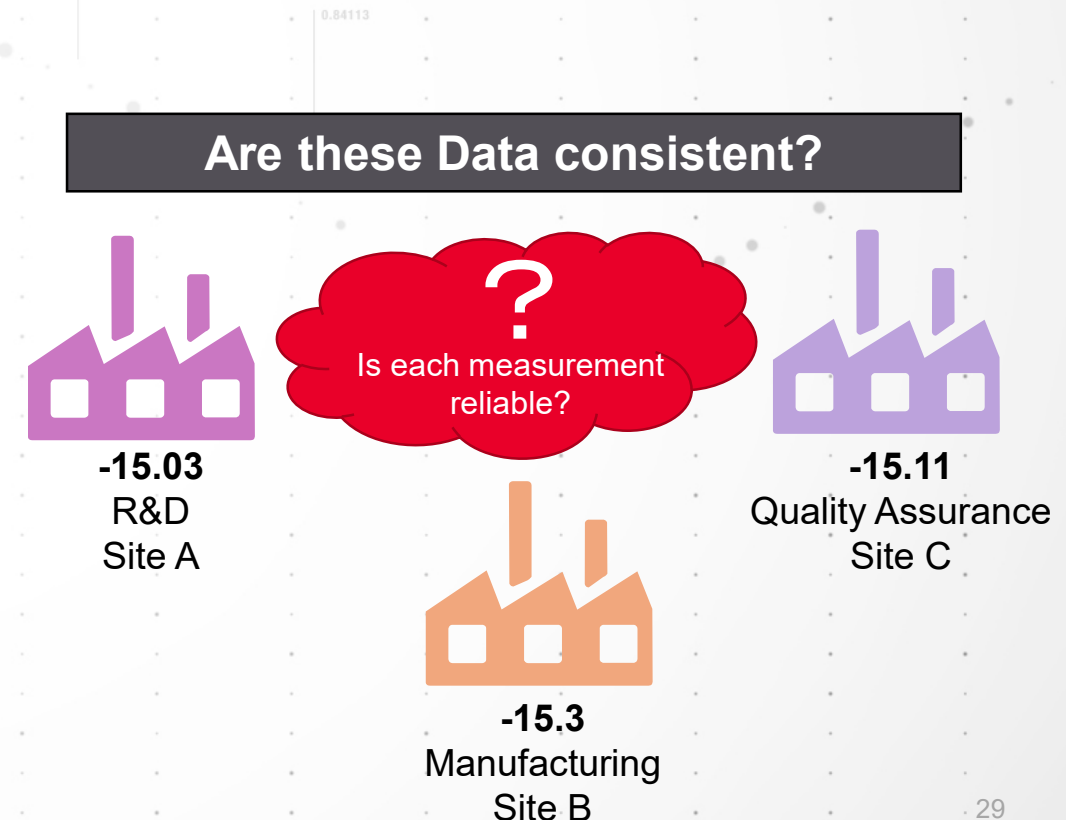 0.84113
Are these Data consistent?
?
Is each measurement
reliable?
-15.03
R&D
Site A
-15.11
Quality Assurance
Site C
-15.3
Manufacturing
Site B
29